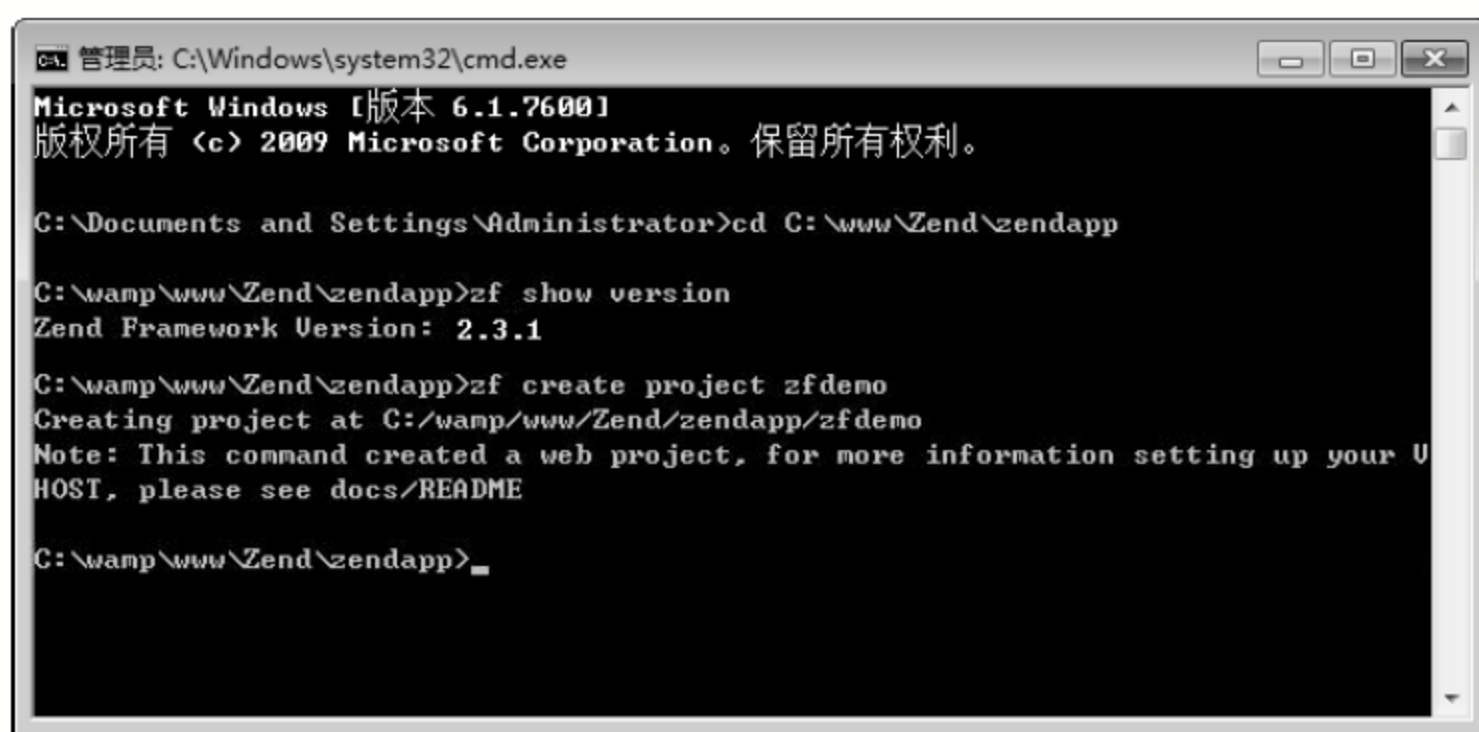 管理员: C:\Windows\system32\cmd.exe
Microsoft Windows [版本 6.1.7600]
版权所有 (c) 2009 Microsoft Corporation。保留所有权利。
C:\Documents and Settings\Administrator>cd C:\www\Zend\zendapp
C:\wamp\www\Zend\zendapp>zf show version
Zend Framework Version: 2.3.1
C:\wamp\www\Zend\zendapp>zf create project zfdemo
Creating project at C:/wamp/www/Zend/zendapp/zfdemo
Note: This command created a web project, for more information setting up your V
HOST, please see docs/README
C:\wamp\www\Zend\zendapp>_